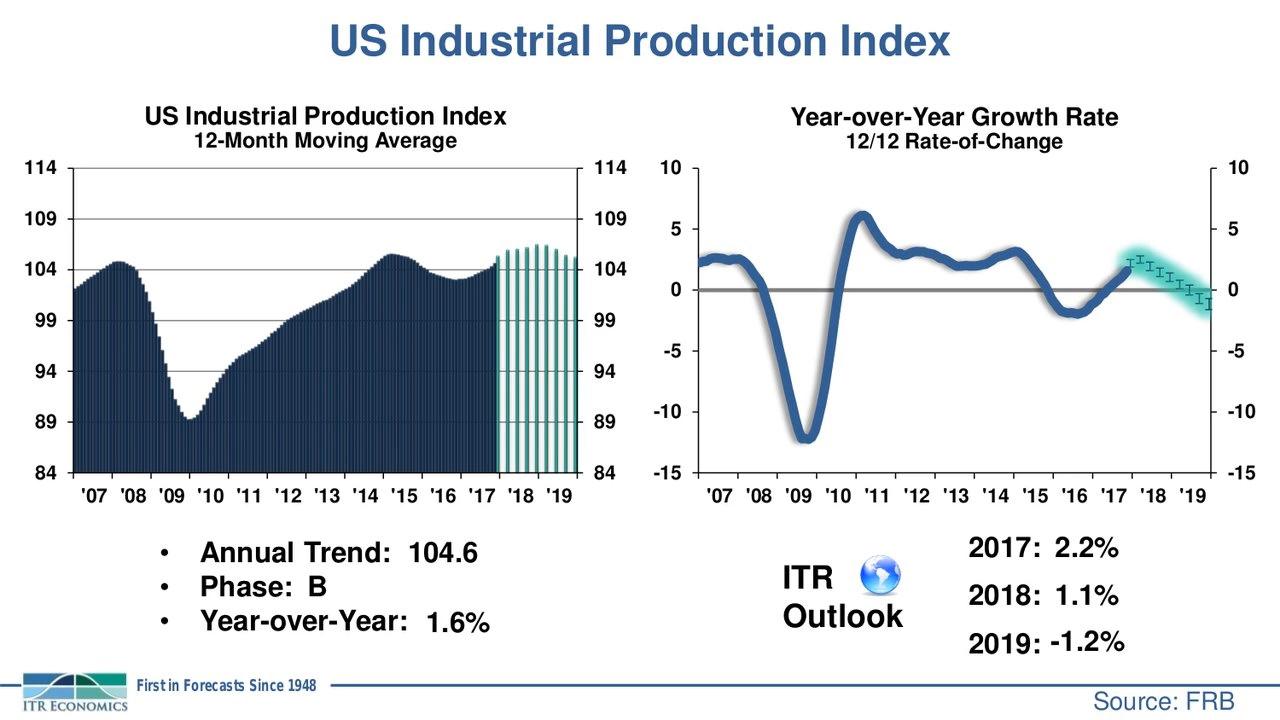 US Industrial Production Index
US Industrial Production Index
12-Month Moving Average
114
109
104
99
94
89
84
114
109
104
99
94
89
84
'07 '08 '09 '10 '11 '12 '13 '14 '15 '16 '17 '18 '19
Year-over-Year Growth Rate
12/12 Rate-of-Change
10
5
0
-5
-10
-15
10
5
0
-5
-10
-15
'07 '08 '09 '10 '11 '12 '13 '14 '15 '16 '17 '18 '19
• Annual Trend: 104.6
• Phase: B
• Year-over-Year: 1.6%
ITR
Outlook
2017: 2.2%
2018: 1.1%
2019: -1.2%
ITR ECONOMICS
First in Forecasts Since 1948
Source: FRB